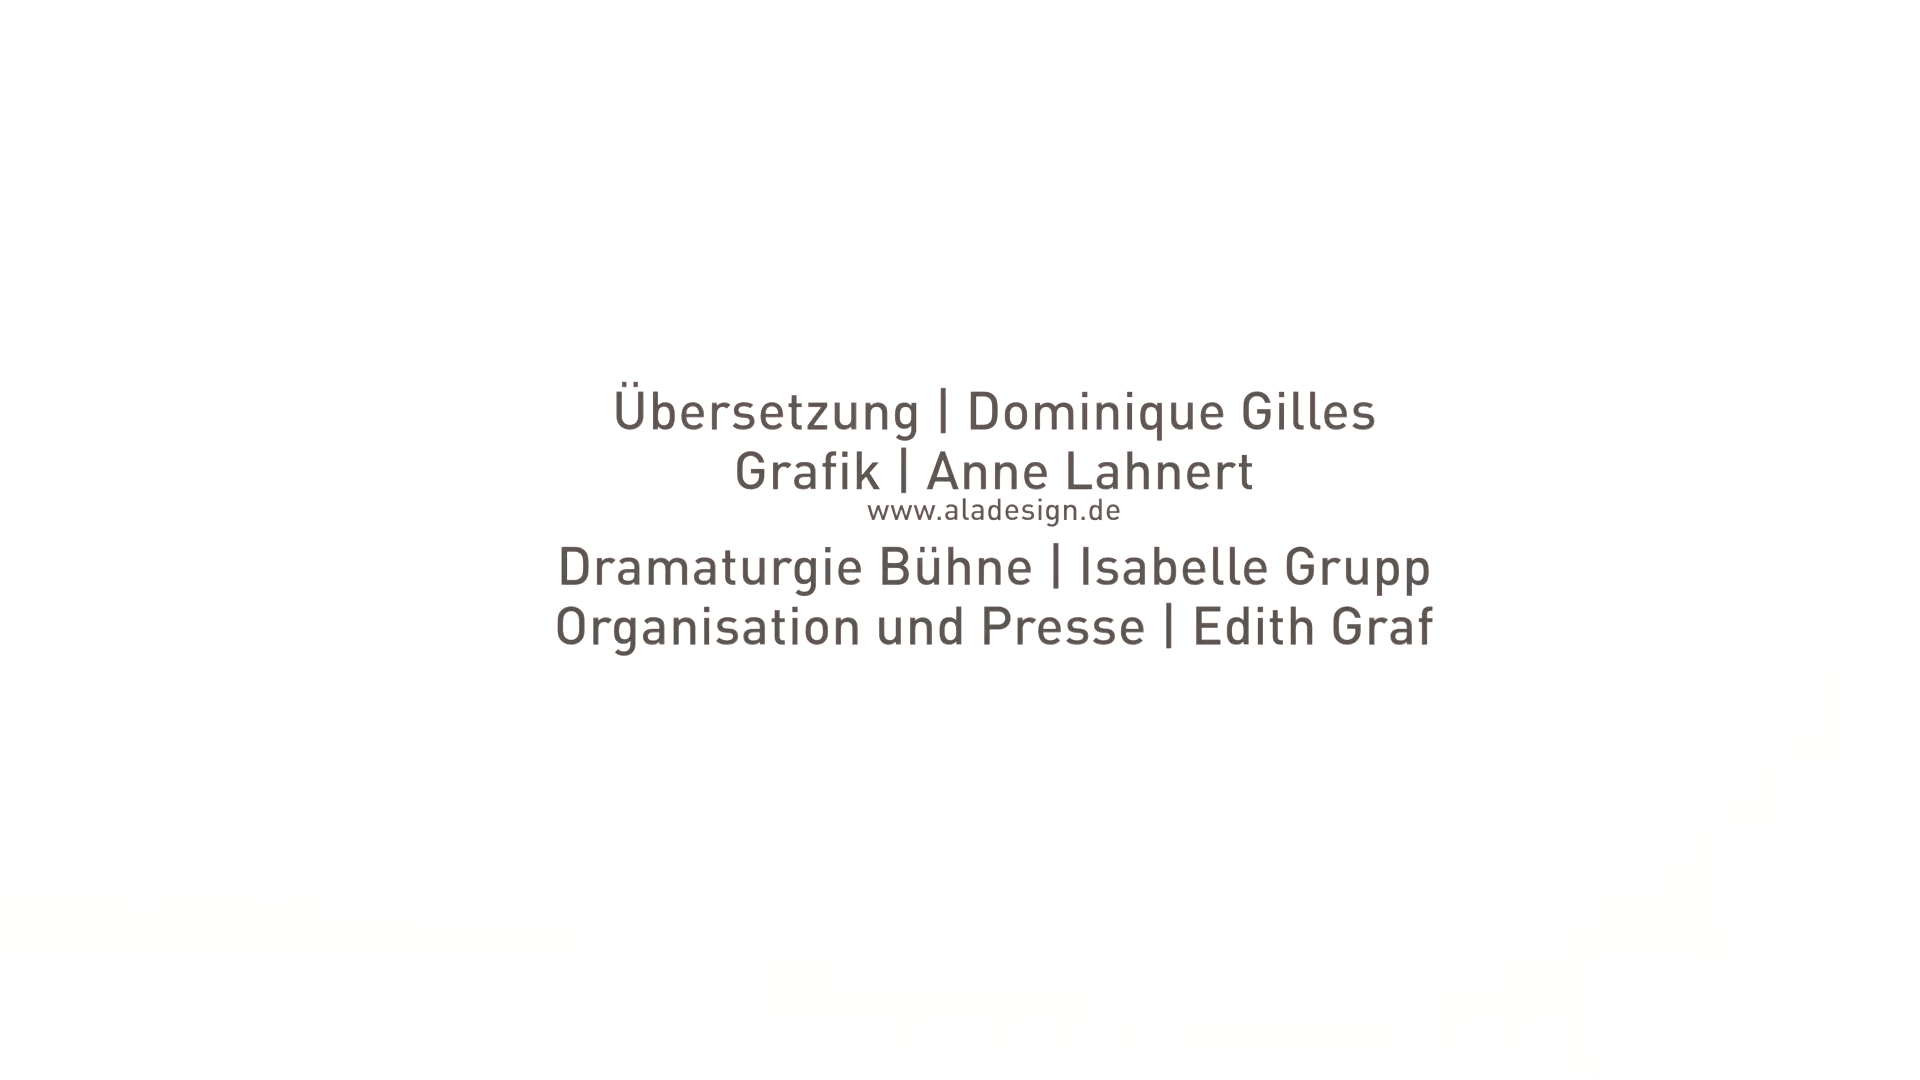 Übersetzung | Dominique Gilles
Grafik | Anne Lahnert
www.aladesign.de
Dramaturgie Bühne | Isabelle Grupp
Organisation und Presse | Edith Graf